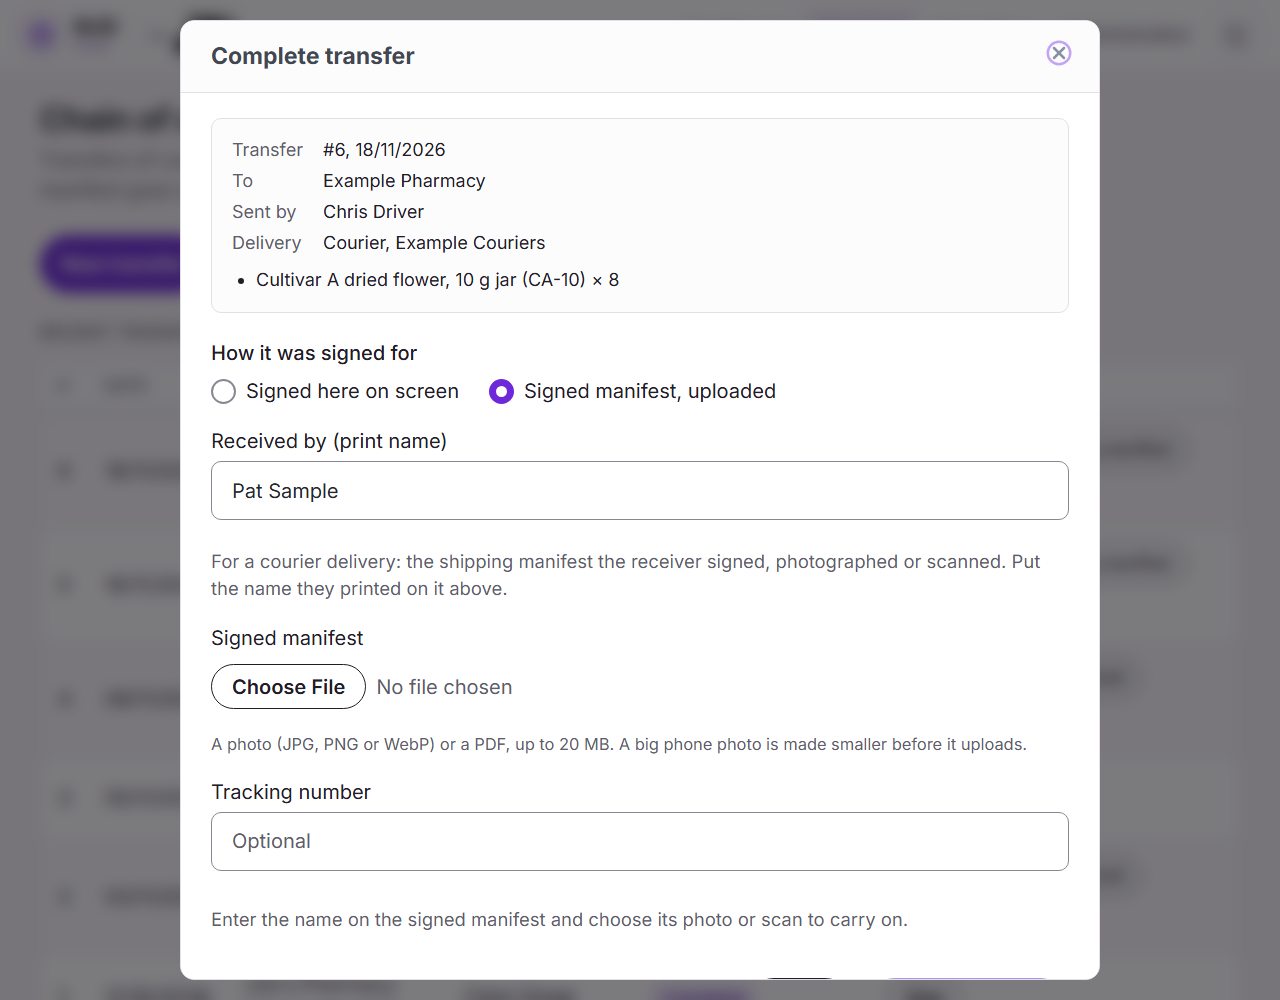 Complete transfer
Transfer #6, 18/11/2026
To Example Pharmacy
Sent by Chris Driver
Delivery Courier, Example Couriers
• Cultivar A dried flower, 10 g jar (CA-10) × 8
How it was signed for
Signed here on screen Signed manifest, uploaded
Received by (print name)
Pat Sample
For a courier delivery: the shipping manifest the receiver signed, photographed or scanned. Put
the name they printed on it above.
Signed manifest
Choose File No file chosen
A photo (JPG, PNG or WebP) or a PDF, up to 20 MB. A big phone photo is made smaller before it uploads.
Tracking number
Optional
Enter the name on the signed manifest and choose its photo or scan to carry on.